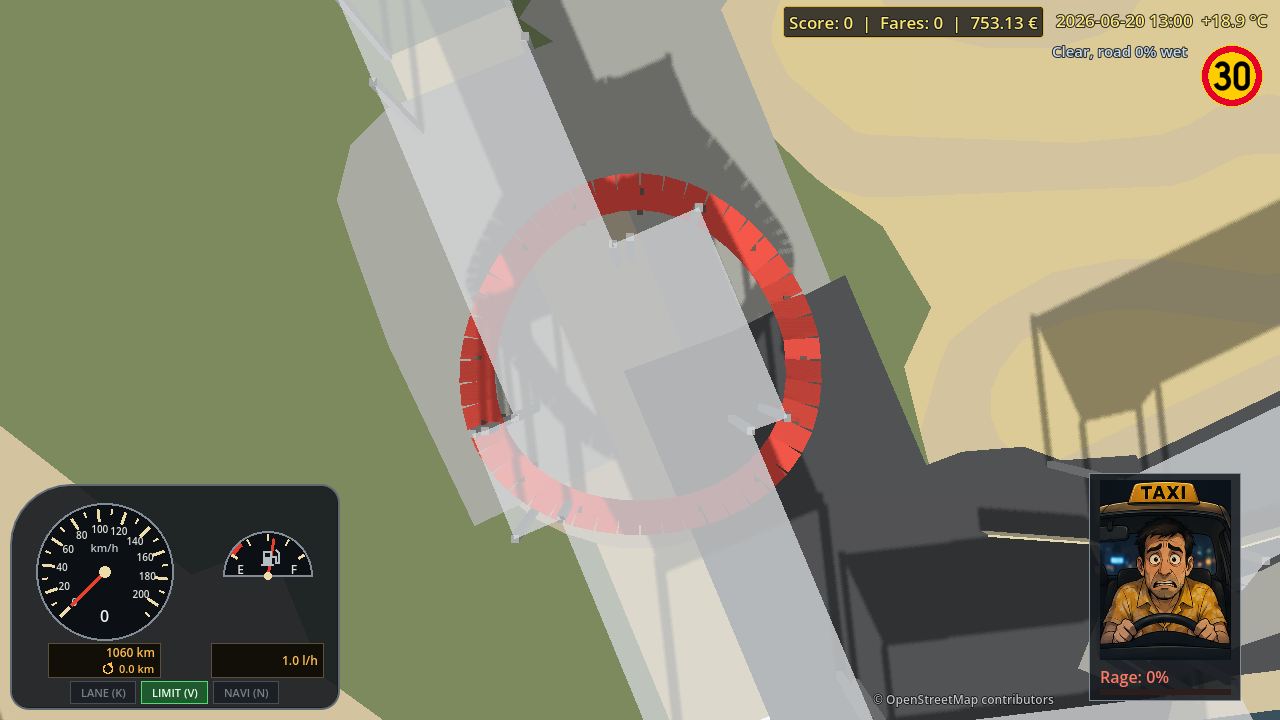 Score: 0 | Fares: 0 | 753.13 €
2026-06-20 13:00 +18.9 °C
Clear, road 0% wet
30
0 20 40 60 80 100 120 140 160 180 200
km/h
0
E F
1060 km
0.0 km
1.0 l/h
LANE (K) LIMIT (V) NAVI (N)
TAXI
Rage: 0%
© OpenStreetMap contributors